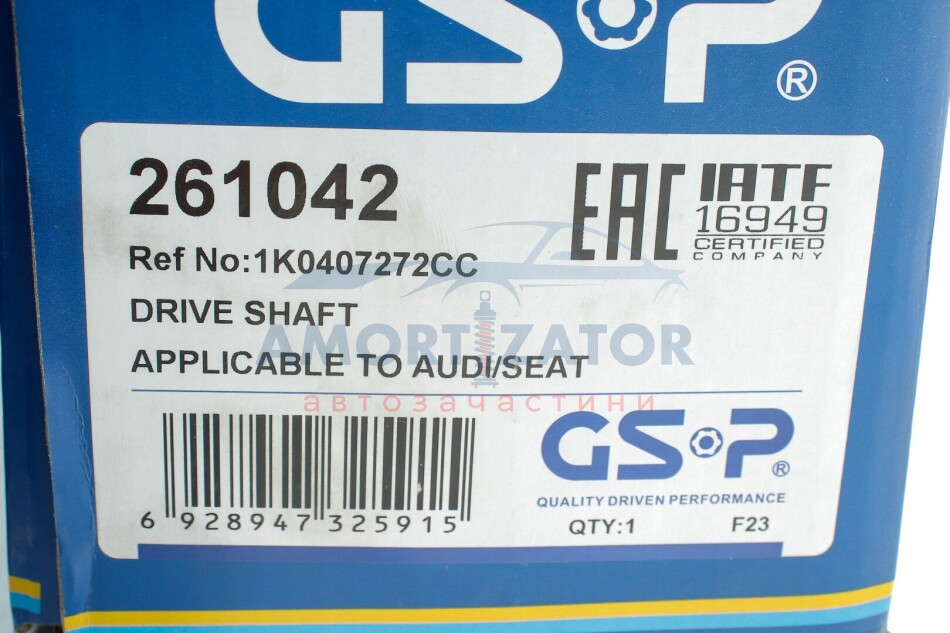 GSP®
261042
EAC
IATF
16949
CERTIFIED
COMPANY
Ref No:1K0407272CC
DRIVE SHAFT
AMORTIZATOR
APPLICABLE TO AUDI/SEAT
автозачастини
GSP®
QUALITY DRIVEN PERFORMANCE
6 928947 325915
QTY:1 F23